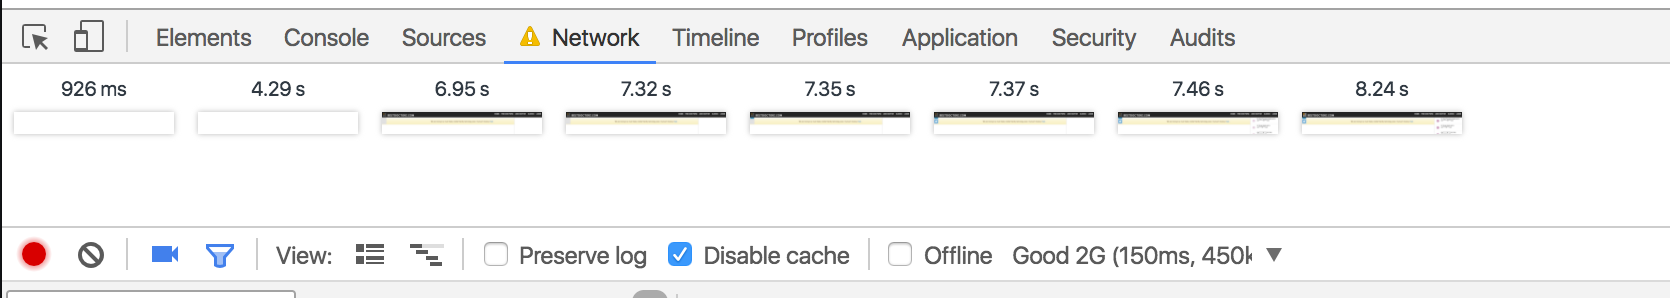 Elements Console Sources Network Timeline Profiles Application Security Audits
926 ms 4.29 s 6.95 s 7.32 s 7.35 s 7.37 s 7.46 s 8.24 s
View: Preserve log Disable cache Offline Good 2G (150ms, 450k